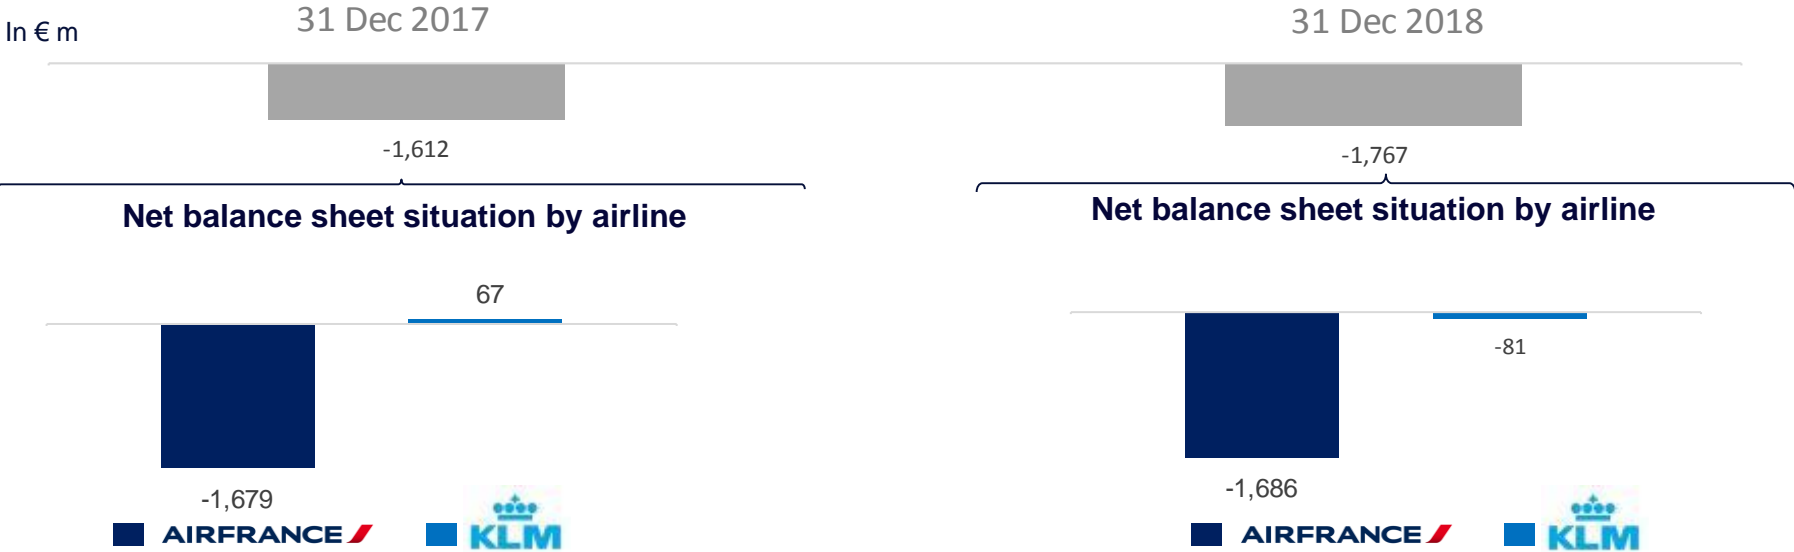 In € m
31 Dec 2017
31 Dec 2018
-1,612
-1,767
Net balance sheet situation by airline
Net balance sheet situation by airline
67
-81
-1,679
-1,686
AIRFRANCE
KLM
AIRFRANCE
KLM